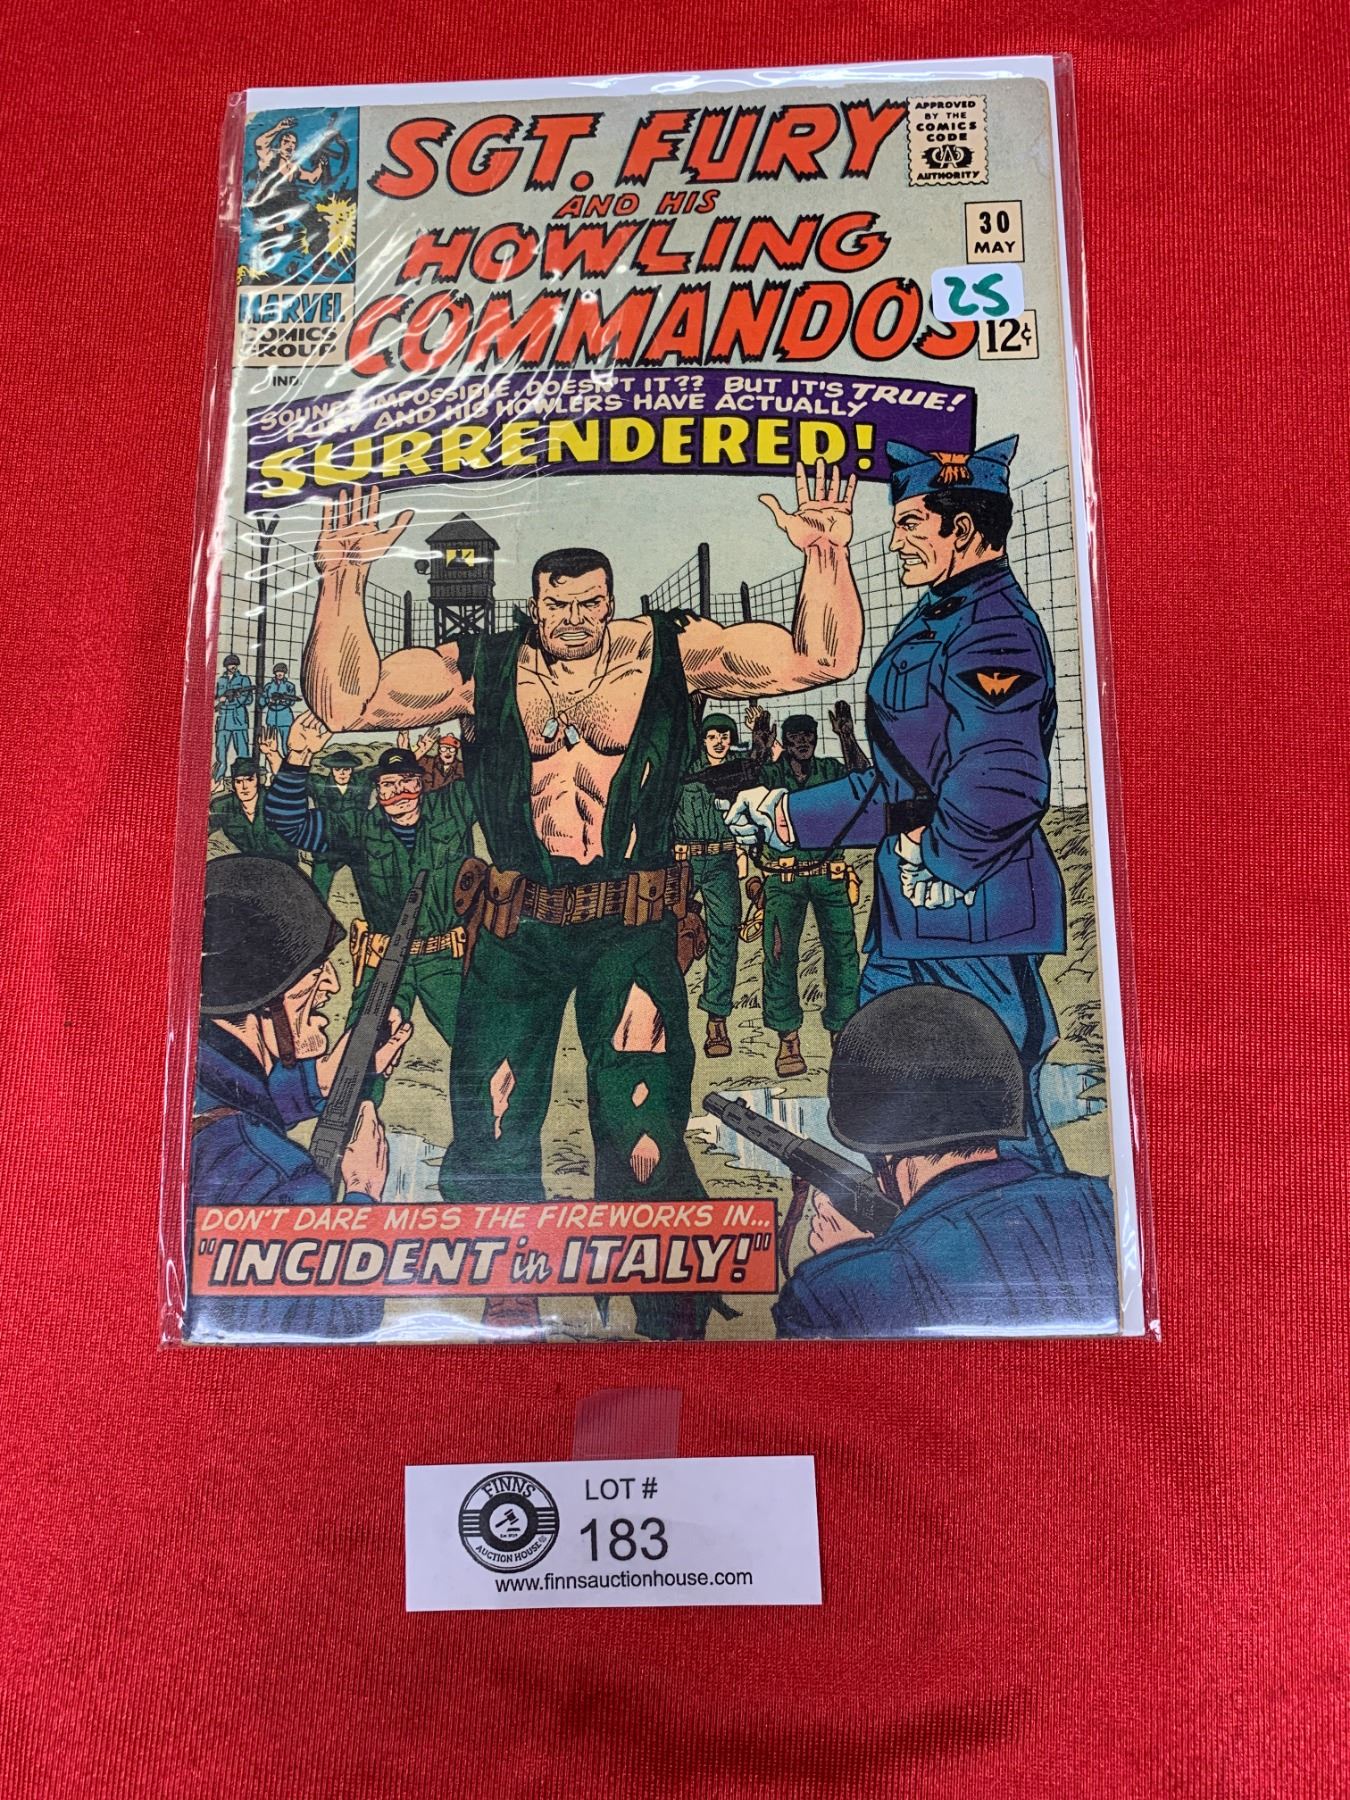 SGT. FURY
AND HIS
HOWLING
COMMANDOS
APPROVED
BY THE
COMICS
CODE
AUTHORITY
30
MAY
25
12¢
MARVEL
COMICS
GROUP
IND.
SOUNDS IMPOSSIBLE, DOESN'T IT?? BUT IT'S TRUE!
FURY AND HIS HOWLERS HAVE ACTUALLY
SURRENDERED!
DON'T DARE MISS THE FIREWORKS IN...
"INCIDENT in ITALY!"
FINNS
AUCTION HOUSE
LOT #
183
www.finnsauctionhouse.com